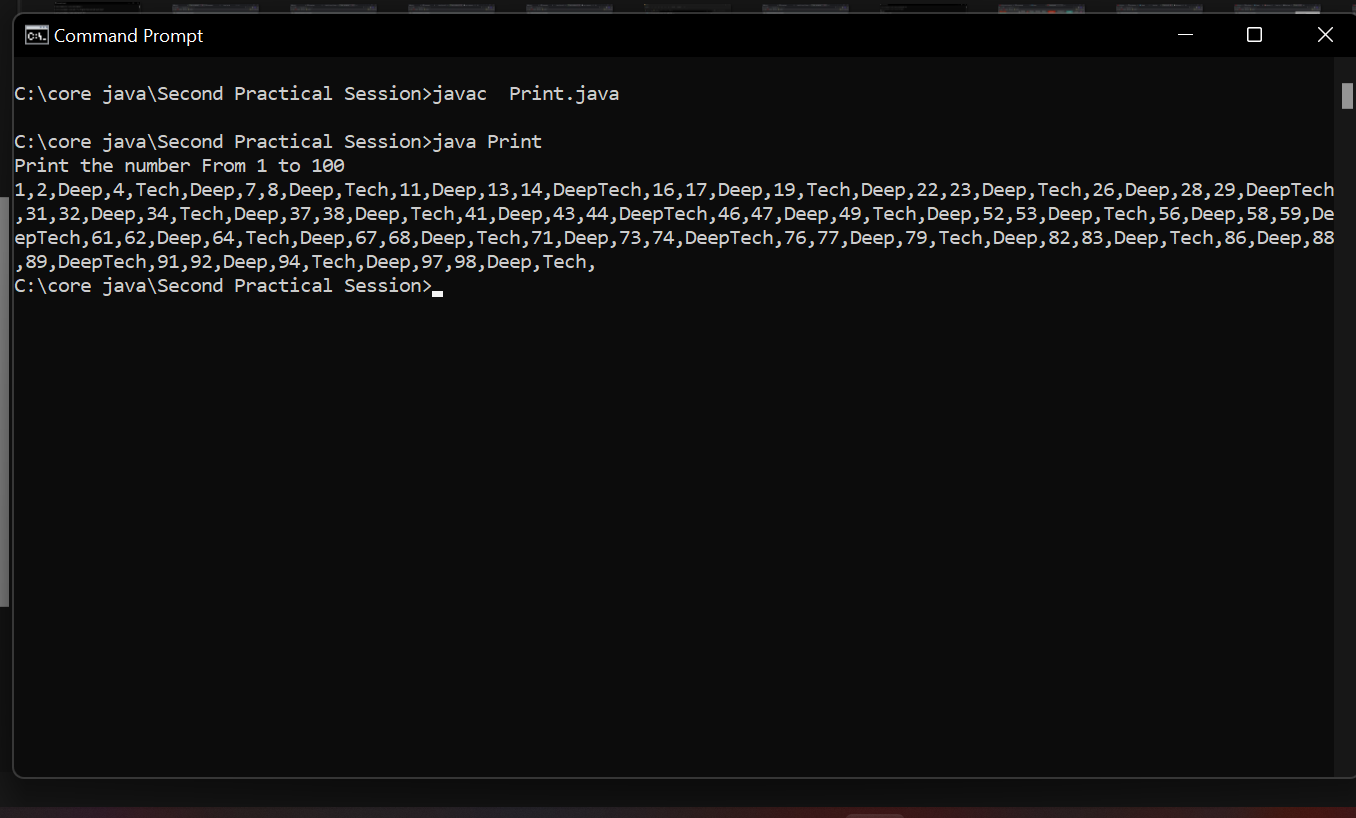 Command Prompt
C:\core java\Second Practical Session>javac  Print.java
C:\core java\Second Practical Session>java Print
Print the number From 1 to 100
1,2,Deep,4,Tech,Deep,7,8,Deep,Tech,11,Deep,13,14,DeepTech,16,17,Deep,19,Tech,Deep,22,23,Deep,Tech,26,Deep,28,29,DeepTech
,31,32,Deep,34,Tech,Deep,37,38,Deep,Tech,41,Deep,43,44,DeepTech,46,47,Deep,49,Tech,Deep,52,53,Deep,Tech,56,Deep,58,59,De
epTech,61,62,Deep,64,Tech,Deep,67,68,Deep,Tech,71,Deep,73,74,DeepTech,76,77,Deep,79,Tech,Deep,82,83,Deep,Tech,86,Deep,88
,89,DeepTech,91,92,Deep,94,Tech,Deep,97,98,Deep,Tech,
C:\core java\Second Practical Session>